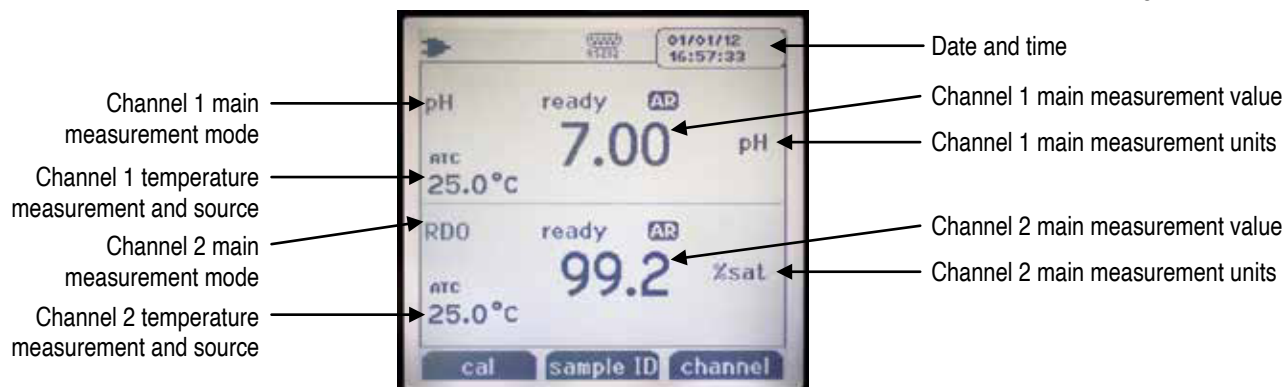 Date and time
Channel 1 main
measurement mode
Channel 1 temperature
measurement and source
Channel 2 main
measurement mode
Channel 2 temperature
measurement and source
01/01/12
16:57:33
RS232
pH
ready
AR
7.00
pH
ATC
25.0°C
RDO
ready
AR
99.2
%sat
ATC
25.0°C
cal
sample ID
channel
Channel 1 main measurement value
Channel 1 main measurement units
Channel 2 main measurement value
Channel 2 main measurement units